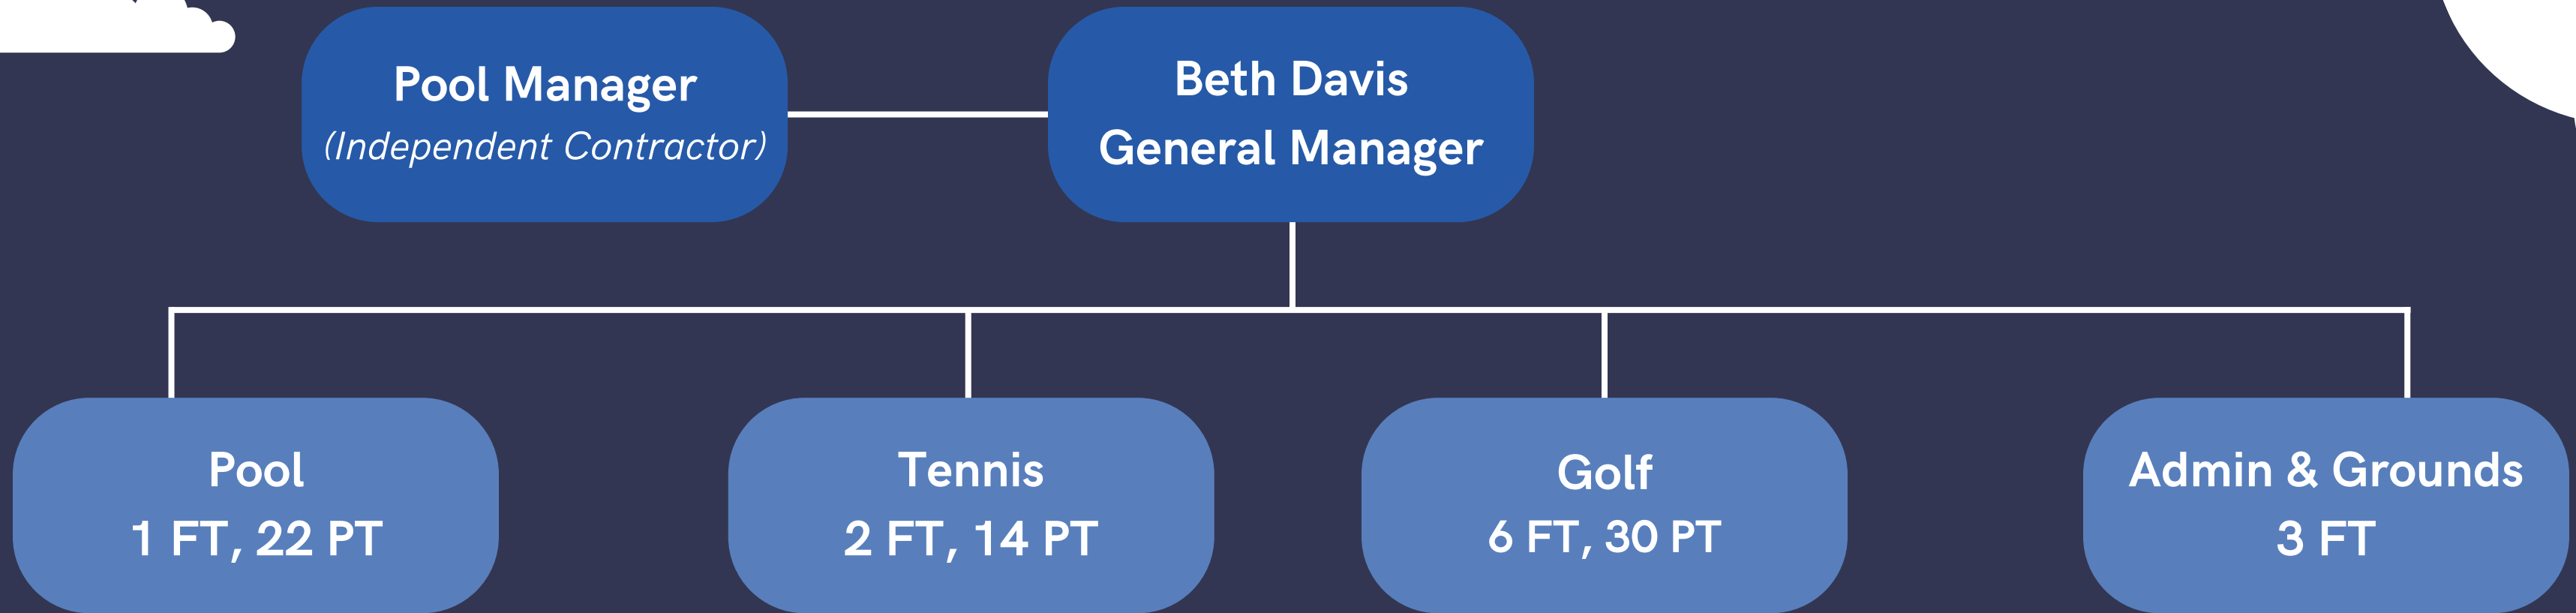 Pool Manager
(Independent Contractor)
Beth Davis
General Manager
Pool
1 FT, 22 PT
Tennis
2 FT, 14 PT
Golf
6 FT, 30 PT
Admin & Grounds
3 FT